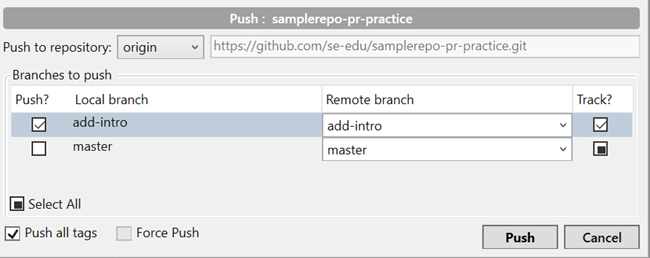 Push : samplerepo-pr-practice
Push to repository: origin https://github.com/se-edu/samplerepo-pr-practice.git
Branches to push
Push? Local branch Remote branch Track?
add-intro add-intro
master master
Select All
Push all tags Force Push Push Cancel